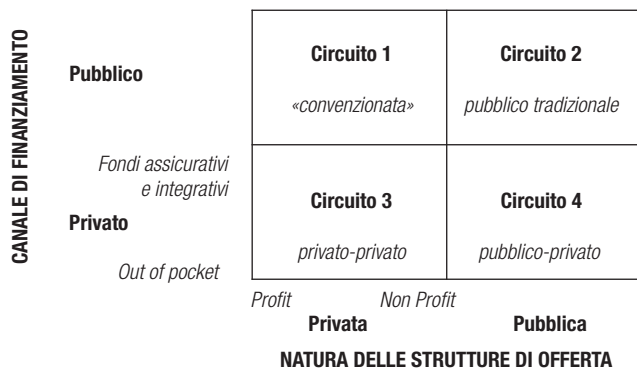 CANALE DI FINANZIAMENTO
Pubblico
Circuito 1
Circuito 2
«convenzionata»
pubblico tradizionale
Fondi assicurativi
e integrativi
Privato
Circuito 3
Circuito 4
Out of pocket
privato-privato
pubblico-privato
Profit
Non Profit
Privata
Pubblica
NATURA DELLE STRUTTURE DI OFFERTA